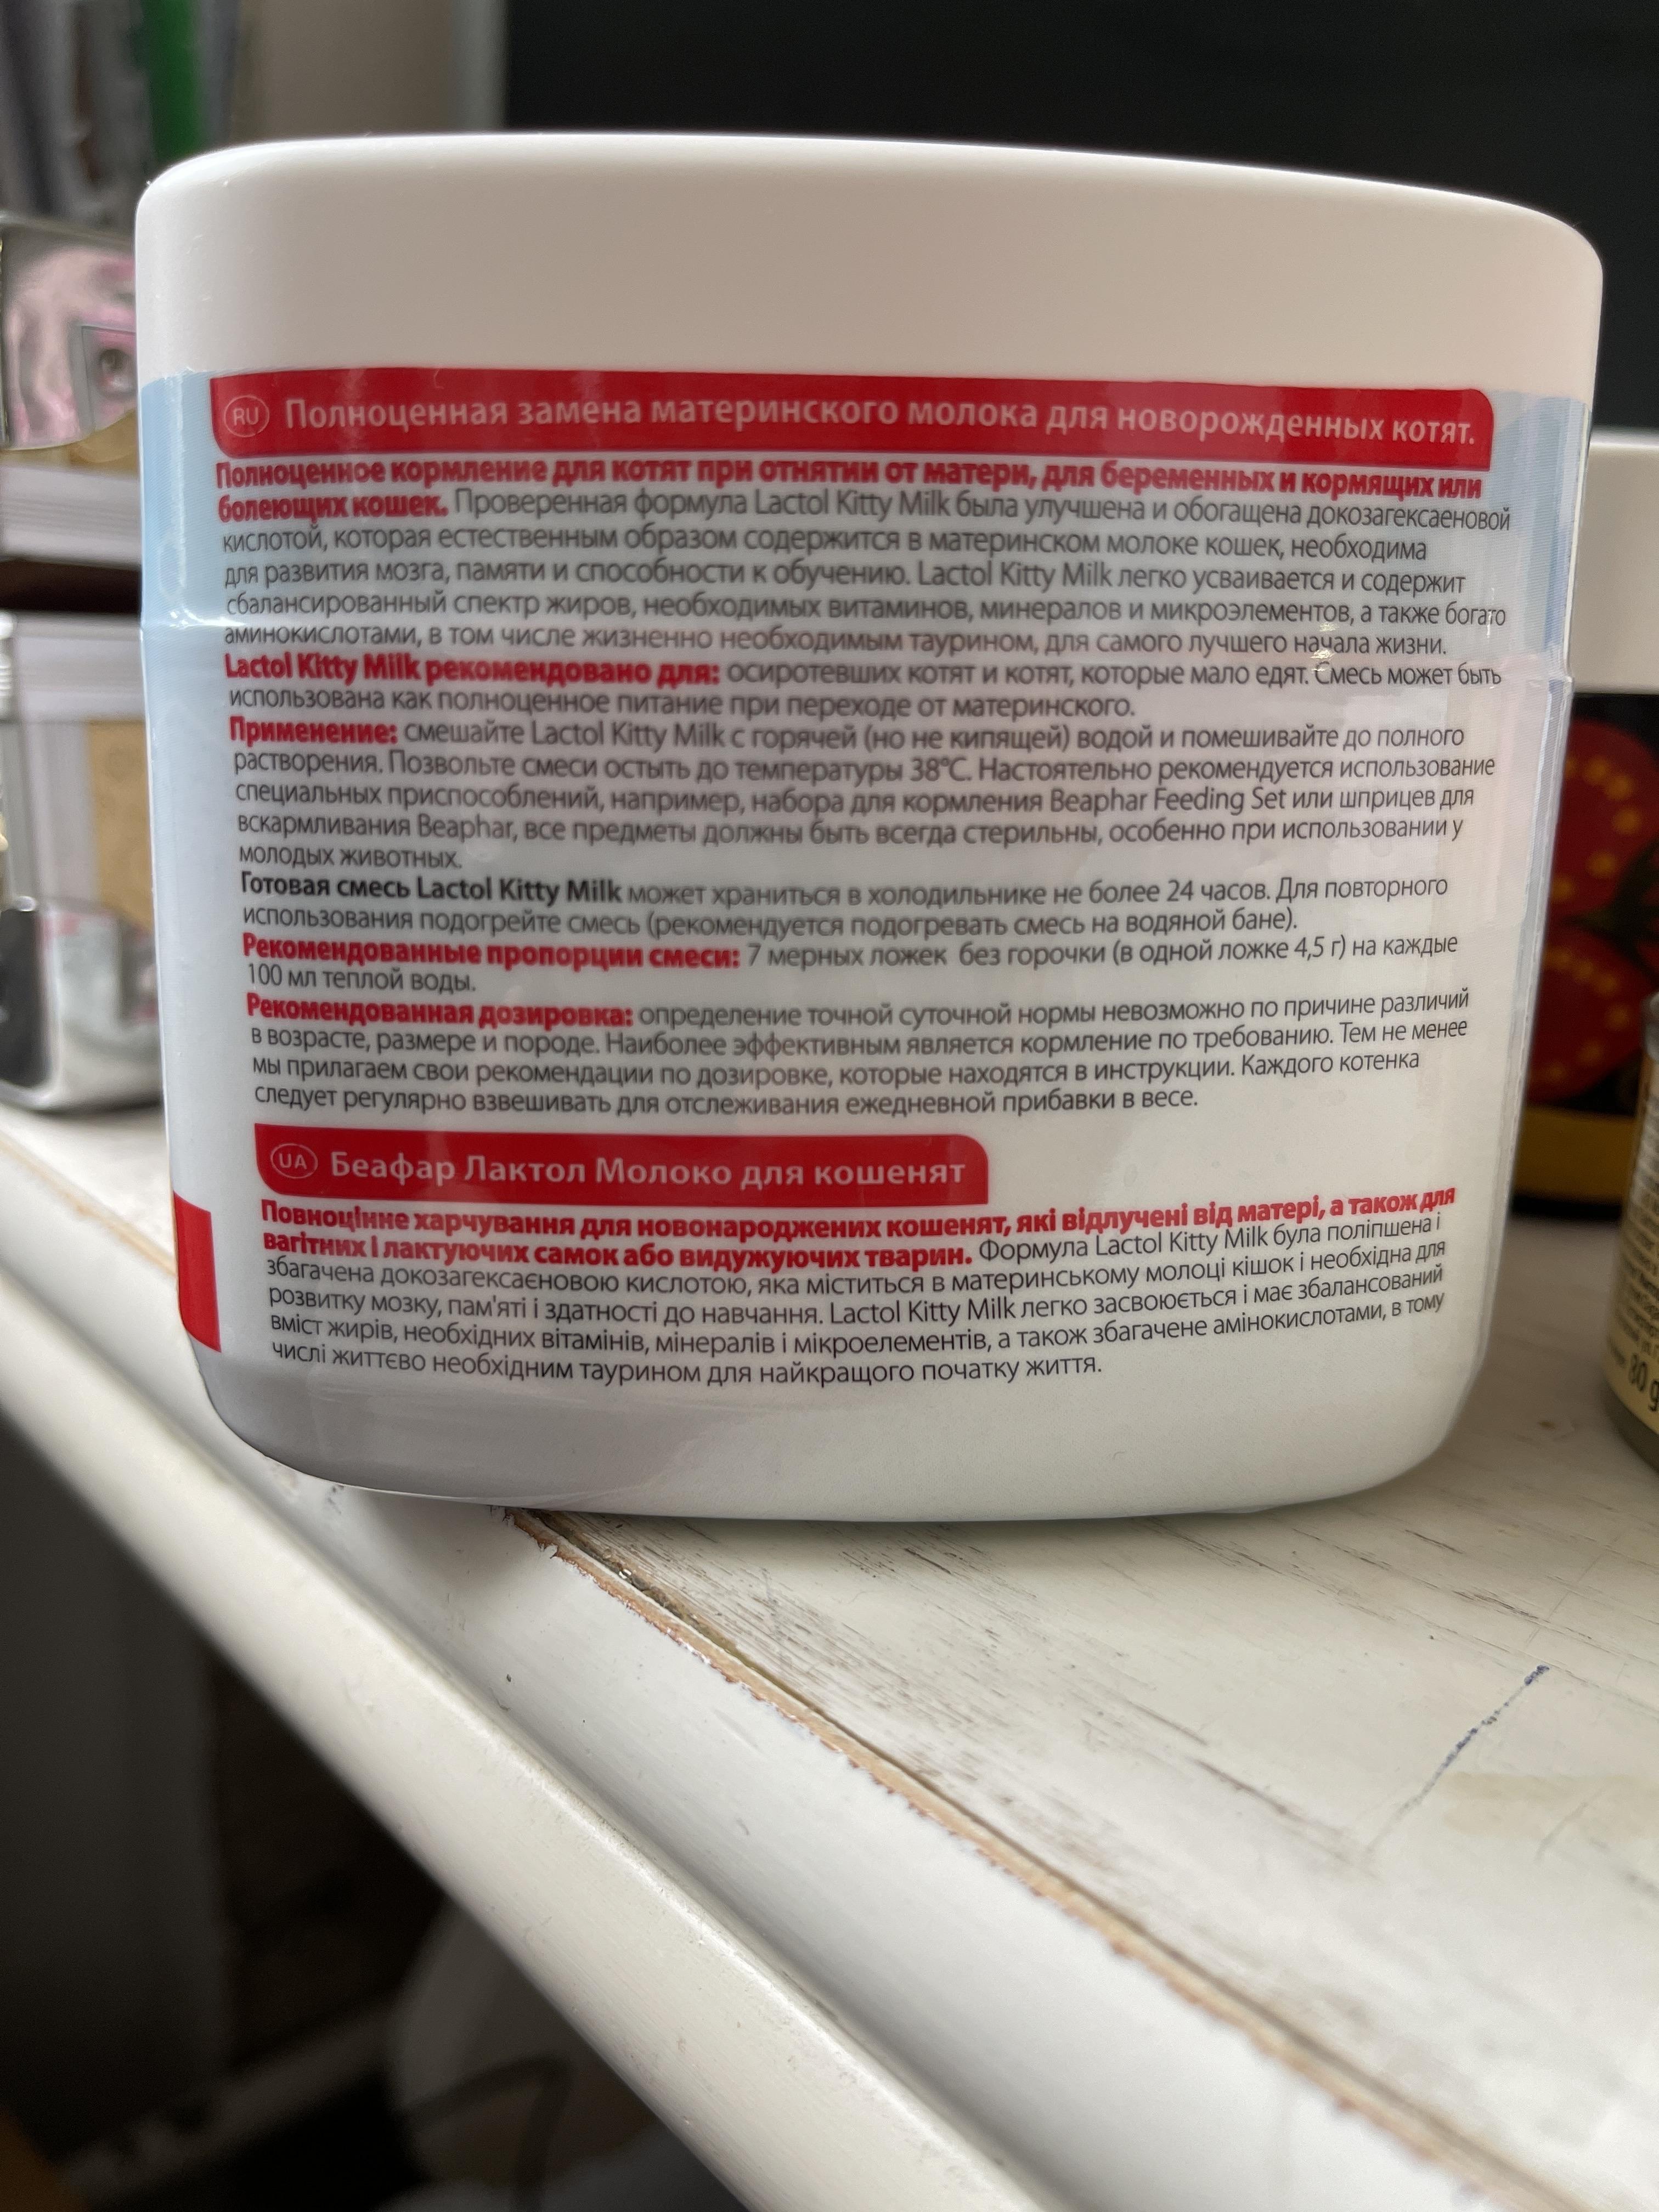 RU Полноценная замена материнского молока для новорожденных котят.
Полноценное кормление для котят при отнятии от матери, для беременных и кормящих или
болеющих кошек. Проверенная формула Lactol Kitty Milk была улучшена и обогащена докозагексаеновой
кислотой, которая естественным образом содержится в материнском молоке кошек, необходима
для развития мозга, памяти и способности к обучению. Lactol Kitty Milk легко усваивается и содержит
сбалансированный спектр жиров, необходимых витаминов, минералов и микроэлементов, а также богато
аминокислотами, в том числе жизненно необходимым таурином, для самого лучшего начала жизни.
Lactol Kitty Milk рекомендовано для: осиротевших котят и котят, которые мало едят. Смесь может быть
использована как полноценное питание при переходе от материнского.
Применение: смешайте Lactol Kitty Milk с горячей (но не кипящей) водой и помешивайте до полного
растворения. Позвольте смеси остыть до температуры 38°C. Настоятельно рекомендуется использование
специальных приспособлений, например, набора для кормления Beaphar Feeding Set или шприцев для
вскармливания Beaphar, все предметы должны быть всегда стерильны, особенно при использовании у
молодых животных.
Готовая смесь Lactol Kitty Milk может храниться в холодильнике не более 24 часов. Для повторного
использования подогрейте смесь (рекомендуется подогревать смесь на водяной бане).
Рекомендованные пропорции смеси: 7 мерных ложек без горочки (в одной ложке 4,5 г) на каждые
100 мл теплой воды.
Рекомендованная дозировка: определение точной суточной нормы невозможно по причине различий
в возрасте, размере и породе. Наиболее эффективным является кормление по требованию. Тем не менее
мы прилагаем свои рекомендации по дозировке, которые находятся в инструкции. Каждого котенка
следует регулярно взвешивать для отслеживания ежедневной прибавки в весе.
UA Беафар Лактол Молоко для кошенят
Повноцінне харчування для новонароджених кошенят, які відлучені від матері, а також для
вагітних і лактуючих самок або видужуючих тварин. Формула Lactol Kitty Milk була поліпшена і
збагачена докозагексаєновою кислотою, яка міститься в материнському молоці кішок і необхідна для
розвитку мозку, пам'яті і здатності до навчання. Lactol Kitty Milk легко засвоюється і має збалансований
вміст жирів, необхідних вітамінів, мінералів і мікроелементів, а також збагачене амінокислотами, в тому
числі життєво необхідним таурином для найкращого початку життя.
80 g